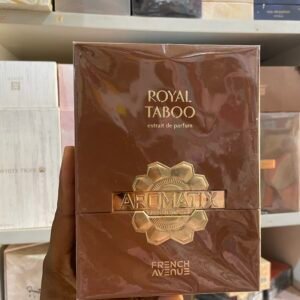 ROYAL
TABOO
extrait de parfum
AROMATIX
FRENCH
AVENUE